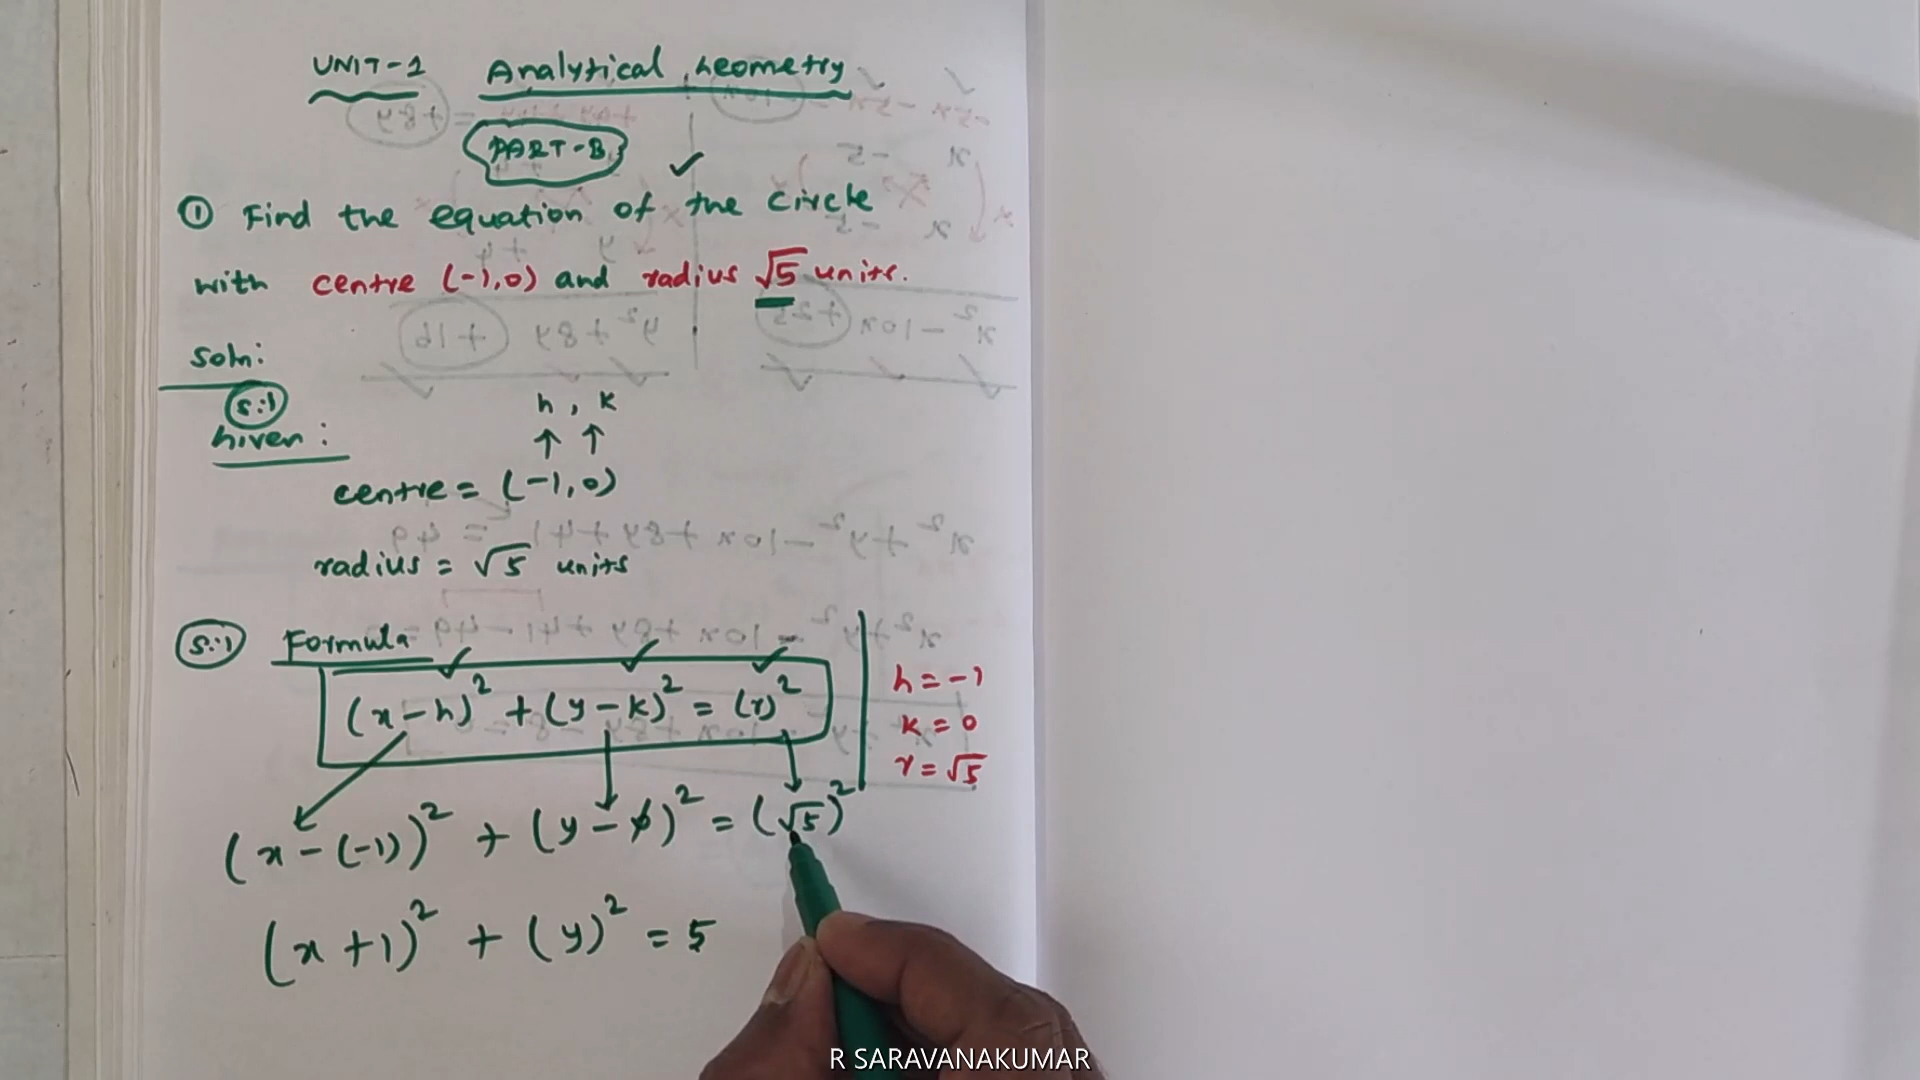 UNIT-1 Analytical Geometry
PART-B
① Find the equation of the circle
with centre (-1,0) and radius √5 units.
Soln:
S:1
Given:
h, k
↑ ↑
centre = (-1,0)
radius = √5 units
S:1 Formula
(x-h)² + (y-k)² = (r)²
h = -1
k = 0
r = √5
(x-(-1))² + (y-0)² = (√5)²
(x+1)² + (y)² = 5
R SARAVANAKUMAR